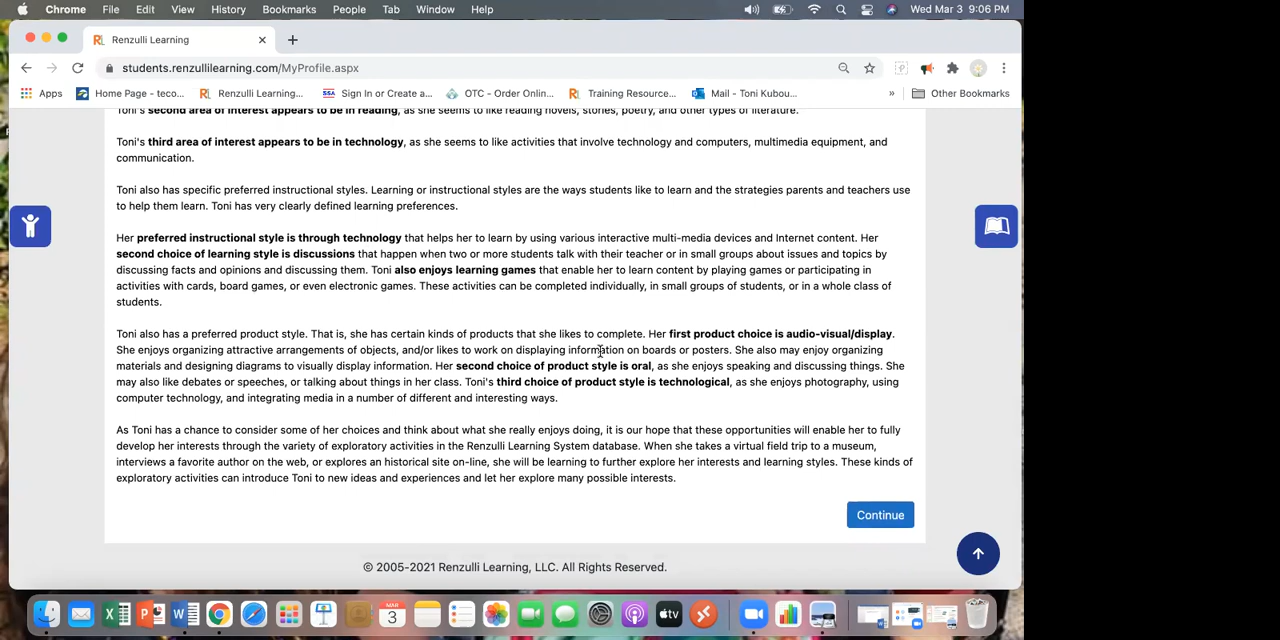 Chrome File Edit View History Bookmarks People Tab Window Help Wed Mar 3 9:06 PM
Renzulli Learning
students.renzullilearning.com/MyProfile.aspx
Apps Home Page - teco... Renzulli Learning... Sign In or Create a... OTC - Order Onlin... Training Resource... Mail - Toni Kubou... » Other Bookmarks
Toni's second area of interest appears to be in reading, as she seems to like reading novels, stories, poetry, and other types of literature.
Toni's third area of interest appears to be in technology, as she seems to like activities that involve technology and computers, multimedia equipment, and
communication.
Toni also has specific preferred instructional styles. Learning or instructional styles are the ways students like to learn and the strategies parents and teachers use
to help them learn. Toni has very clearly defined learning preferences.
Her preferred instructional style is through technology that helps her to learn by using various interactive multi-media devices and Internet content. Her
second choice of learning style is discussions that happen when two or more students talk with their teacher or in small groups about issues and topics by
discussing facts and opinions and discussing them. Toni also enjoys learning games that enable her to learn content by playing games or participating in
activities with cards, board games, or even electronic games. These activities can be completed individually, in small groups of students, or in a whole class of
students.
Toni also has a preferred product style. That is, she has certain kinds of products that she likes to complete. Her first product choice is audio-visual/display.
She enjoys organizing attractive arrangements of objects, and/or likes to work on displaying information on boards or posters. She also may enjoy organizing
materials and designing diagrams to visually display information. Her second choice of product style is oral, as she enjoys speaking and discussing things. She
may also like debates or speeches, or talking about things in her class. Toni's third choice of product style is technological, as she enjoys photography, using
computer technology, and integrating media in a number of different and interesting ways.
As Toni has a chance to consider some of her choices and think about what she really enjoys doing, it is our hope that these opportunities will enable her to fully
develop her interests through the variety of exploratory activities in the Renzulli Learning System database. When she takes a virtual field trip to a museum,
interviews a favorite author on the web, or explores an historical site on-line, she will be learning to further explore her interests and learning styles. These kinds of
exploratory activities can introduce Toni to new ideas and experiences and let her explore many possible interests.
Continue
© 2005-2021 Renzulli Learning, LLC. All Rights Reserved.
MAR
3
tv